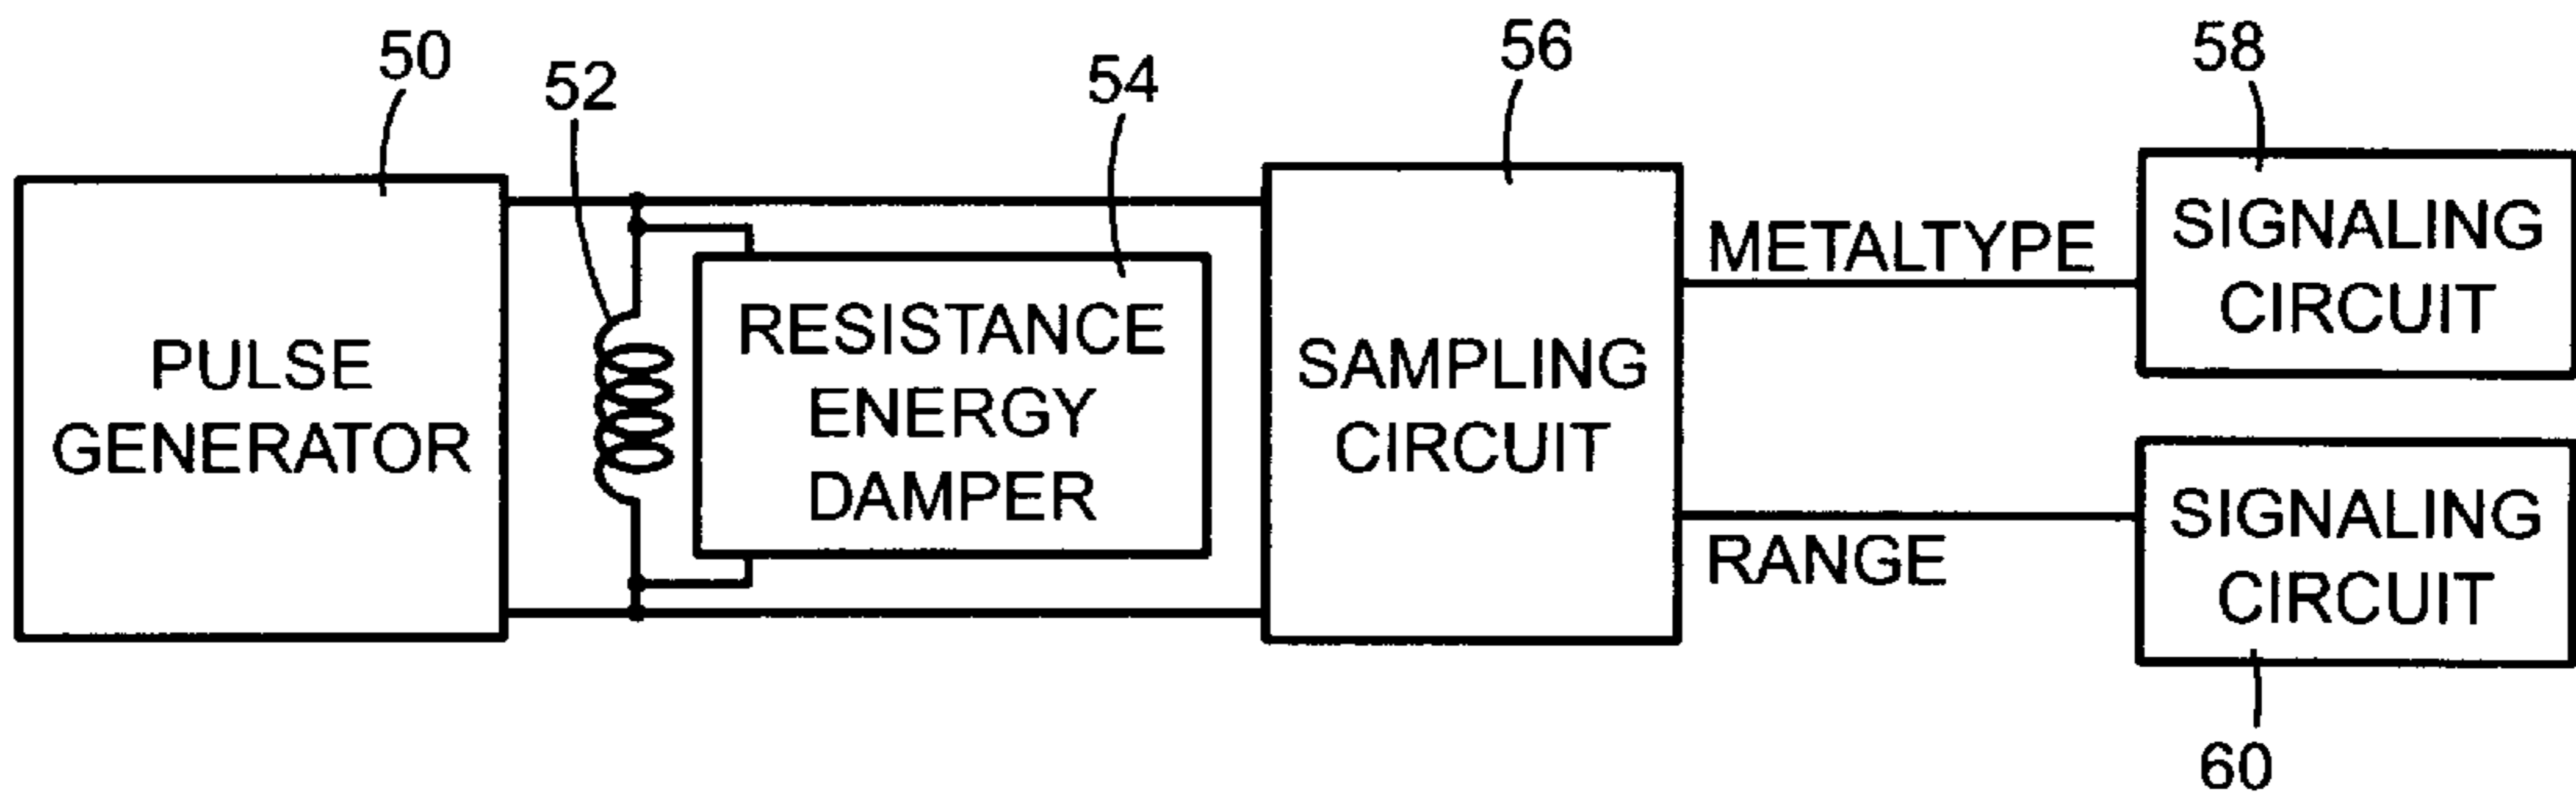 50
52
54
56
58
PULSE
GENERATOR
RESISTANCE
ENERGY
DAMPER
SAMPLING
CIRCUIT
METALTYPE
RANGE
SIGNALING
CIRCUIT
SIGNALING
CIRCUIT
60